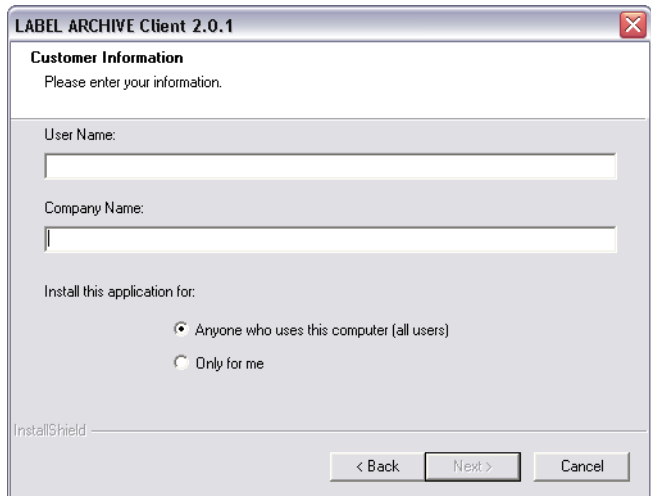 LABEL ARCHIVE Client 2.0.1
Customer Information
Please enter your information.
User Name:
Company Name:
Install this application for:
Anyone who uses this computer (all users)
Only for me
InstallShield
< Back Next > Cancel